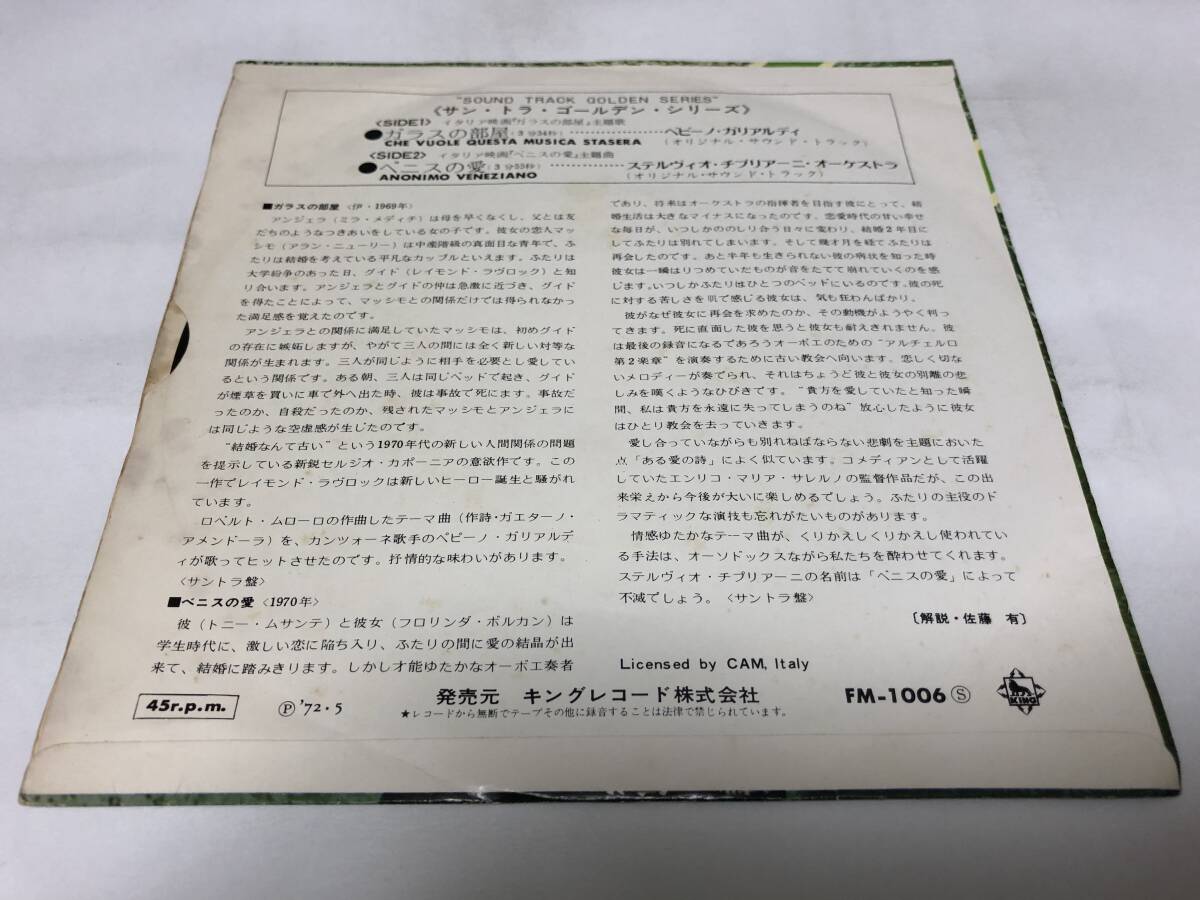 "SOUND TRACK GOLDEN SERIES"
《サン・トラ・ゴールデン・シリーズ》
〈SIDE1〉 イタリア映画『ガラスの部屋』主題歌
●ガラスの部屋(3分34秒)………………ペピーノ・ガリアルディ
CHE VUOLE QUESTA MUSICA STASERA (オリジナル・サウンド・トラック)
〈SIDE2〉 イタリア映画『ベニスの愛』主題曲
●ベニスの愛(3分55秒)…………ステルヴィオ・チプリアーニ・オーケストラ
ANONIMO VENEZIANO (オリジナル・サウンド・トラック)
■ガラスの部屋〈伊・1969年〉
アンジェラ(ミラ・メディチ)は母を早くなくし、父とは友
だちのようなつきあいをしている女の子です。彼女の恋人マッ
シモ(アラン・ニューリー)は中産階級の真面目な青年で、ふ
たりは結婚を考えている平凡なカップルといえます。ふたりは
大学紛争のあった日、グイド(レイモンド・ラヴロック)と知
り合います。アンジェラとグイドの仲は急激に近づき、グイド
を得たことによって、マッシモとの関係だけでは得られなかっ
た満足感を覚えたのです。
アンジェラとの関係に満足していたマッシモは、初めグイド
の存在に嫉妬しますが、やがて三人の間には全く新しい対等な
関係が生まれます。三人が同じように相手を必要とし愛してい
るという関係です。ある朝、三人は同じベッドで起き、グイド
が煙草を買いに車で外へ出た時、彼は事故で死にます。事故だ
ったのか、自殺だったのか、残されたマッシモとアンジェラに
は同じような空虚感が生じたのです。
“結婚なんて古い”という1970年代の新しい人間関係の問題
を提示している新鋭セルジオ・カポーニアの意欲作です。この
一作でレイモンド・ラヴロックは新しいヒーロー誕生と騒がれ
ています。
ロベルト・ムローロの作曲したテーマ曲(作詩・ガエターノ・
アメンドーラ)を、カンツォーネ歌手のペピーノ・ガリアルデ
ィが歌ってヒットさせたのです。抒情的な味わいがあります。
〈サントラ盤〉
■ベニスの愛〈1970年〉
彼(トニー・ムサンテ)と彼女(フロリンダ・ボルカン)は
学生時代に、激しい恋に陥ち入り、ふたりの間に愛の結晶が出
来て、結婚に踏みきります。しかし才能ゆたかなオーボエ奏者
であり、将来はオーケストラの指揮者を目指す彼にとって、結
婚生活は大きなマイナスになったのです。恋愛時代の甘い幸せ
な毎日が、いつしかののしり合う日々に変わり、結婚2年目に
してふたりは別れてしまいます。そして幾才月を経てふたりは
再会したのです。あと半年も生きられない彼の病状を知った時
彼女は一瞬はりつめていたものが音をたてて崩れていくのを感
じます。いつしかふたりはひとつのベッドにいるのです。彼の死
に対する苦しさを肌で感じる彼女は、気も狂わんばかり。
彼がなぜ彼女に再会を求めたのか、その動機がようやく判っ
てきます。死に直面した彼を思うと彼女も耐えきれません。彼
は最後の録音になるであろうオーボエのための“アルチェルロ
第2楽章”を演奏するために古い教会へ向います。悲しく切な
いメロディーが奏でられ、それはちょうど彼と彼女の別離の悲
しみを嘆くようなひびきです。“貴方を愛していたと知った瞬
間、私は貴方を永遠に失ってしまうのね”放心したように彼女
はひとり教会を去っていきます。
愛し合っていながらも別れねばならない悲劇を主題においた
点「ある愛の詩」によく似ています。コメディアンとして活躍
していたエンリコ・マリア・サレルノの監督作品だが、この出
来栄えから今後が大いに楽しめるでしょう。ふたりの主役のド
ラマティックな演技も忘れがたいものがあります。
情感ゆたかなテーマ曲が、くりかえしくりかえし使われてい
る手法は、オーソドックスながら私たちを酔わせてくれます。
ステルヴィオ・チプリアーニの名前は「ベニスの愛」によって
不滅でしょう。〈サントラ盤〉
〔解説・佐藤 有〕
Licensed by CAM, Italy
45r.p.m. Ⓟ'72・5 発売元 キングレコード株式会社 FM-1006 Ⓢ KING
★レコードから無断でテープその他に録音することは法律で禁じられています。